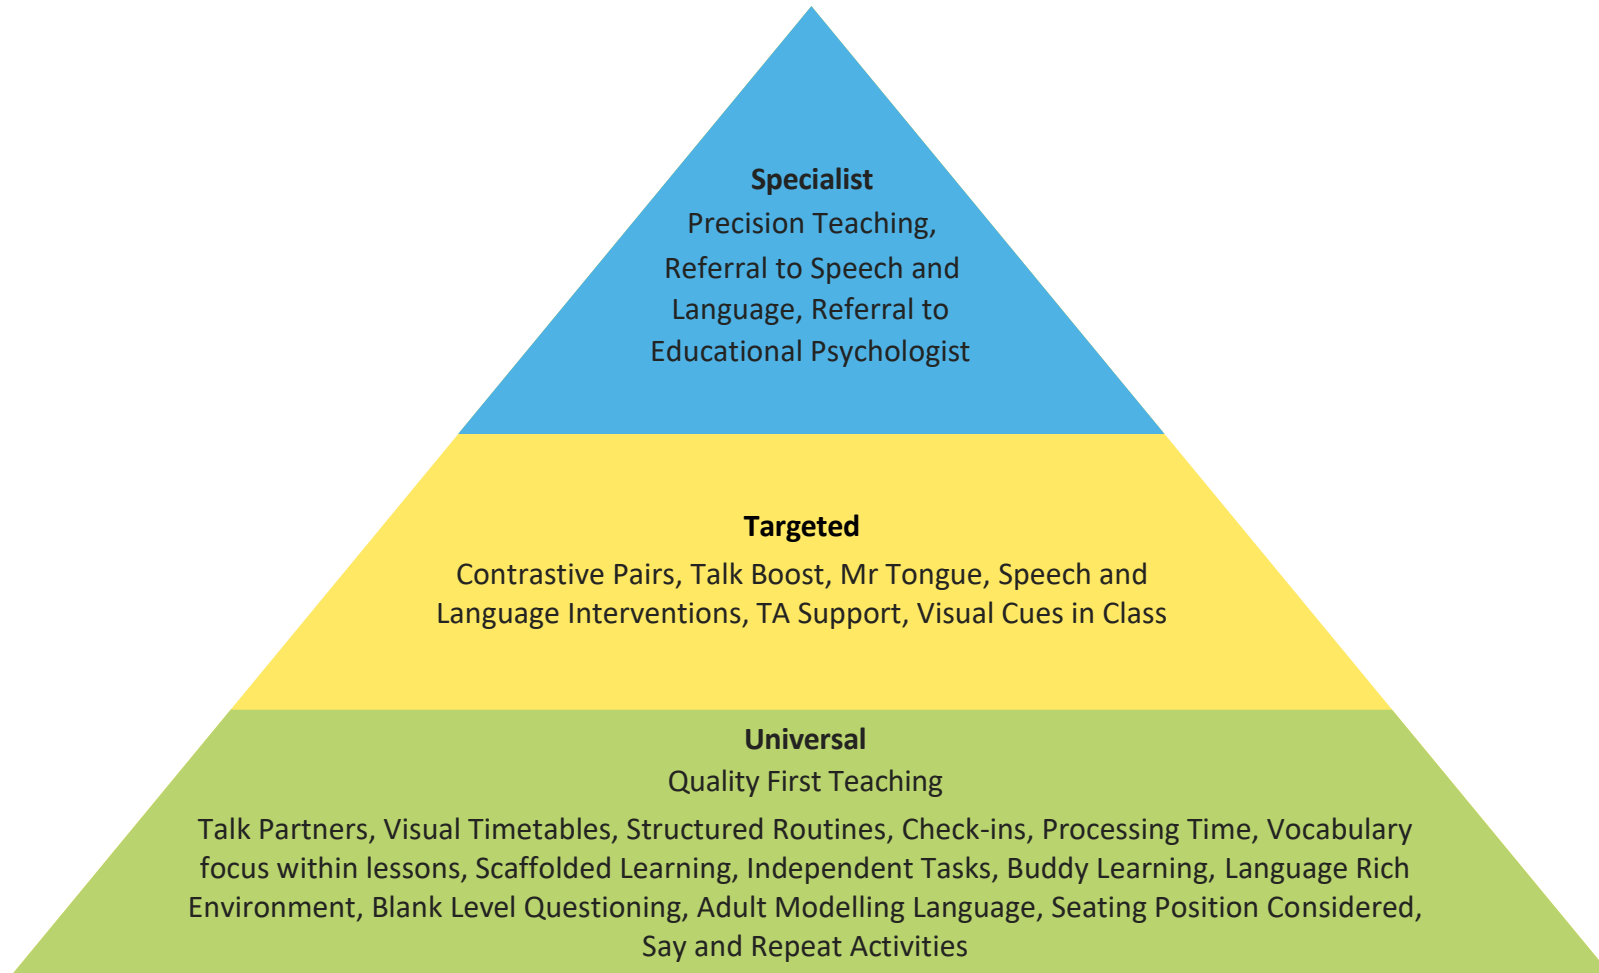 Specialist
Precision Teaching,
Referral to Speech and
Language, Referral to
Educational Psychologist
Targeted
Contrastive Pairs, Talk Boost, Mr Tongue, Speech and
Language Interventions, TA Support, Visual Cues in Class
Universal
Quality First Teaching
Talk Partners, Visual Timetables, Structured Routines, Check-ins, Processing Time, Vocabulary
focus within lessons, Scaffolded Learning, Independent Tasks, Buddy Learning, Language Rich
Environment, Blank Level Questioning, Adult Modelling Language, Seating Position Considered,
Say and Repeat Activities